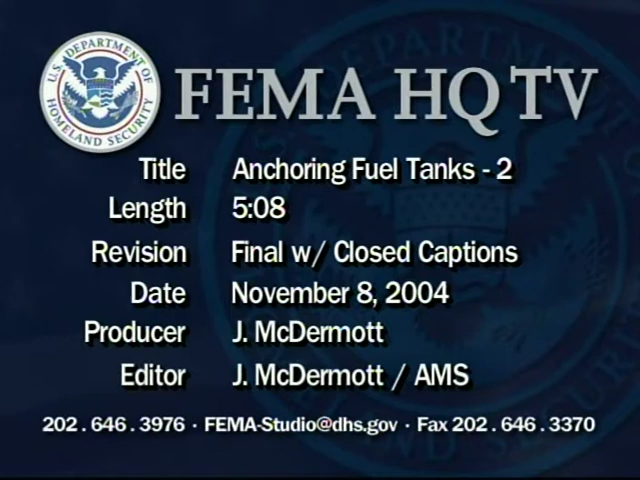 U.S. DEPARTMENT OF
HOMELAND SECURITY
FEMA HQ TV
Title Anchoring Fuel Tanks - 2
Length 5:08
Revision Final w/ Closed Captions
Date November 8, 2004
Producer J. McDermott
Editor J. McDermott / AMS
202 . 646 . 3976 · FEMA-Studio@dhs.gov · Fax 202 . 646 . 3370